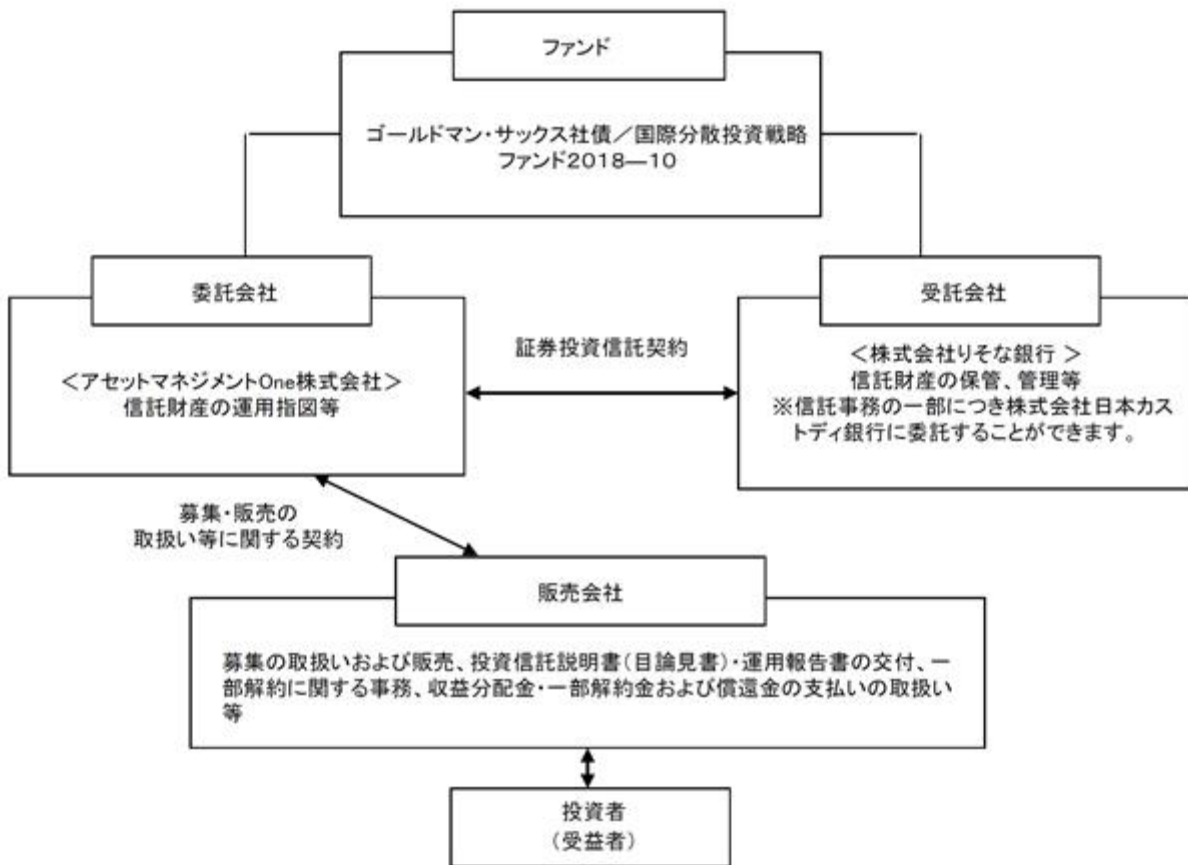 ファンド
ゴールドマン・サックス社債／国際分散投資戦略
ファンド2018―10
委託会社
＜アセットマネジメントOne株式会社＞
信託財産の運用指図等
証券投資信託契約
受託会社
＜株式会社りそな銀行 ＞
信託財産の保管、管理等
※信託事務の一部につき株式会社日本カス
トディ銀行に委託することができます。
募集・販売の
取扱い等に関する契約
販売会社
募集の取扱いおよび販売、投資信託説明書（目論見書）・運用報告書の交付、一
部解約に関する事務、収益分配金・一部解約金および償還金の支払いの取扱い
等
投資者
（受益者）